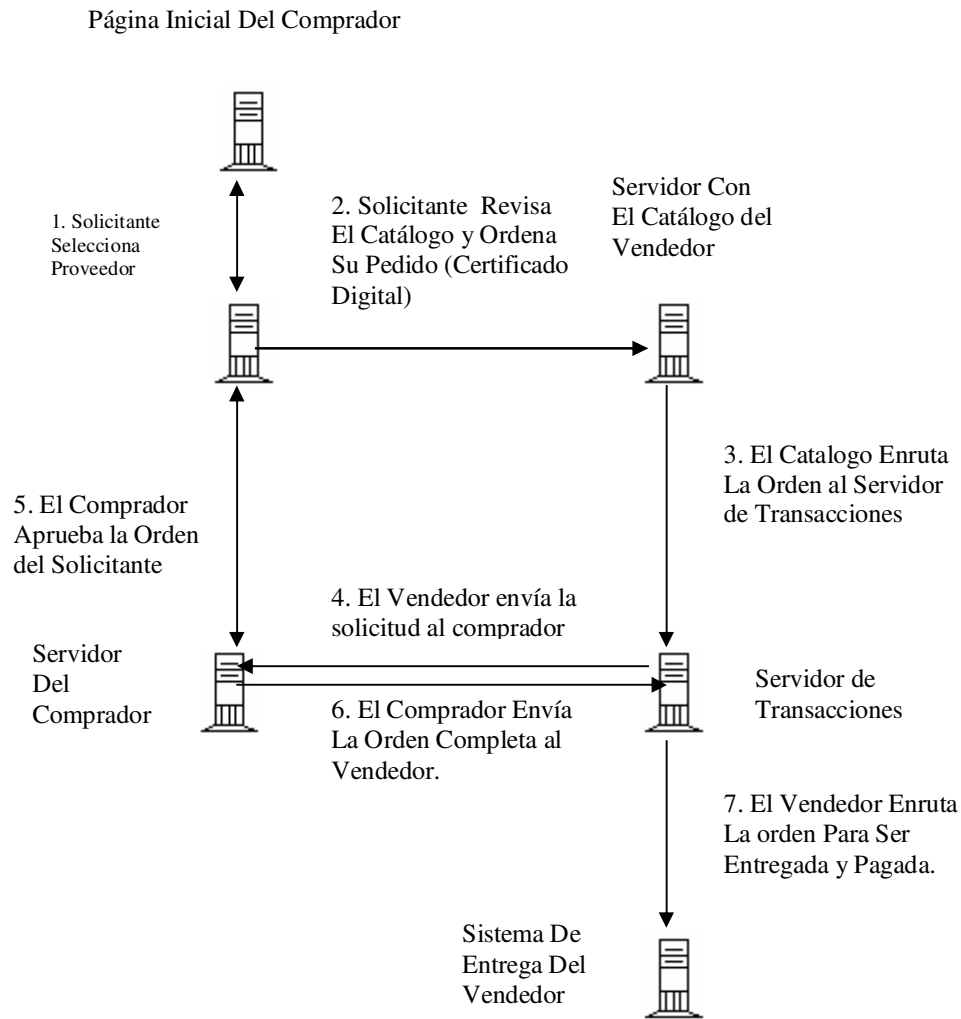 Página Inicial Del Comprador
1. Solicitante
Selecciona
Proveedor
2. Solicitante Revisa
El Catálogo y Ordena
Su Pedido (Certificado
Digital)
Servidor Con
El Catálogo del
Vendedor
3. El Catalogo Enruta
La Orden al Servidor
de Transacciones
5. El Comprador
Aprueba la Orden
del Solicitante
4. El Vendedor envía la
solicitud al comprador
Servidor
Del
Comprador
6. El Comprador Envía
La Orden Completa al
Vendedor.
Servidor de
Transacciones
7. El Vendedor Enruta
La orden Para Ser
Entregada y Pagada.
Sistema De
Entrega Del
Vendedor